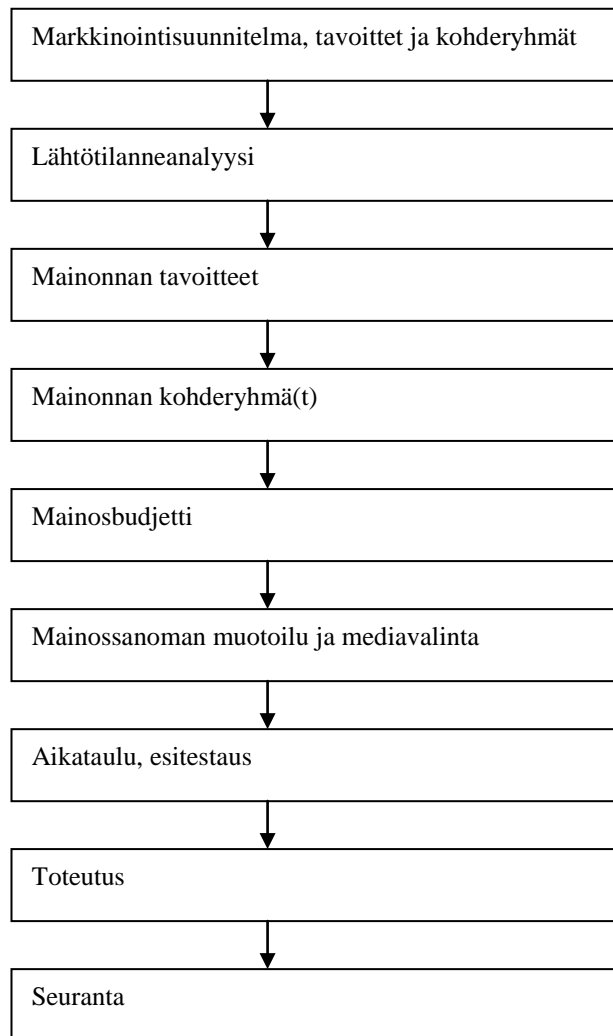 Markkinointisuunnitelma, tavoittet ja kohderyhmät
Lähtötilanneanalyysi
Mainonnan tavoitteet
Mainonnan kohderyhmä(t)
Mainosbudjetti
Mainossanoman muotoilu ja mediavalinta
Aikataulu, esitestaus
Toteutus
Seuranta